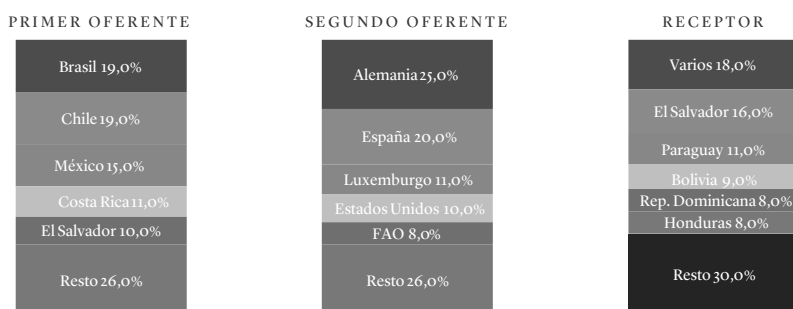 PRIMER OFERENTE
Brasil 19,0%
Chile 19,0%
México 15,0%
Costa Rica 11,0%
El Salvador 10,0%
Resto 26,0%
SEGUNDO OFERENTE
Alemania 25,0%
España 20,0%
Luxemburgo 11,0%
Estados Unidos 10,0%
FAO 8,0%
Resto 26,0%
RECEPTOR
Varios 18,0%
El Salvador 16,0%
Paraguay 11,0%
Bolivia 9,0%
Rep. Dominicana 8,0%
Honduras 8,0%
Resto 30,0%